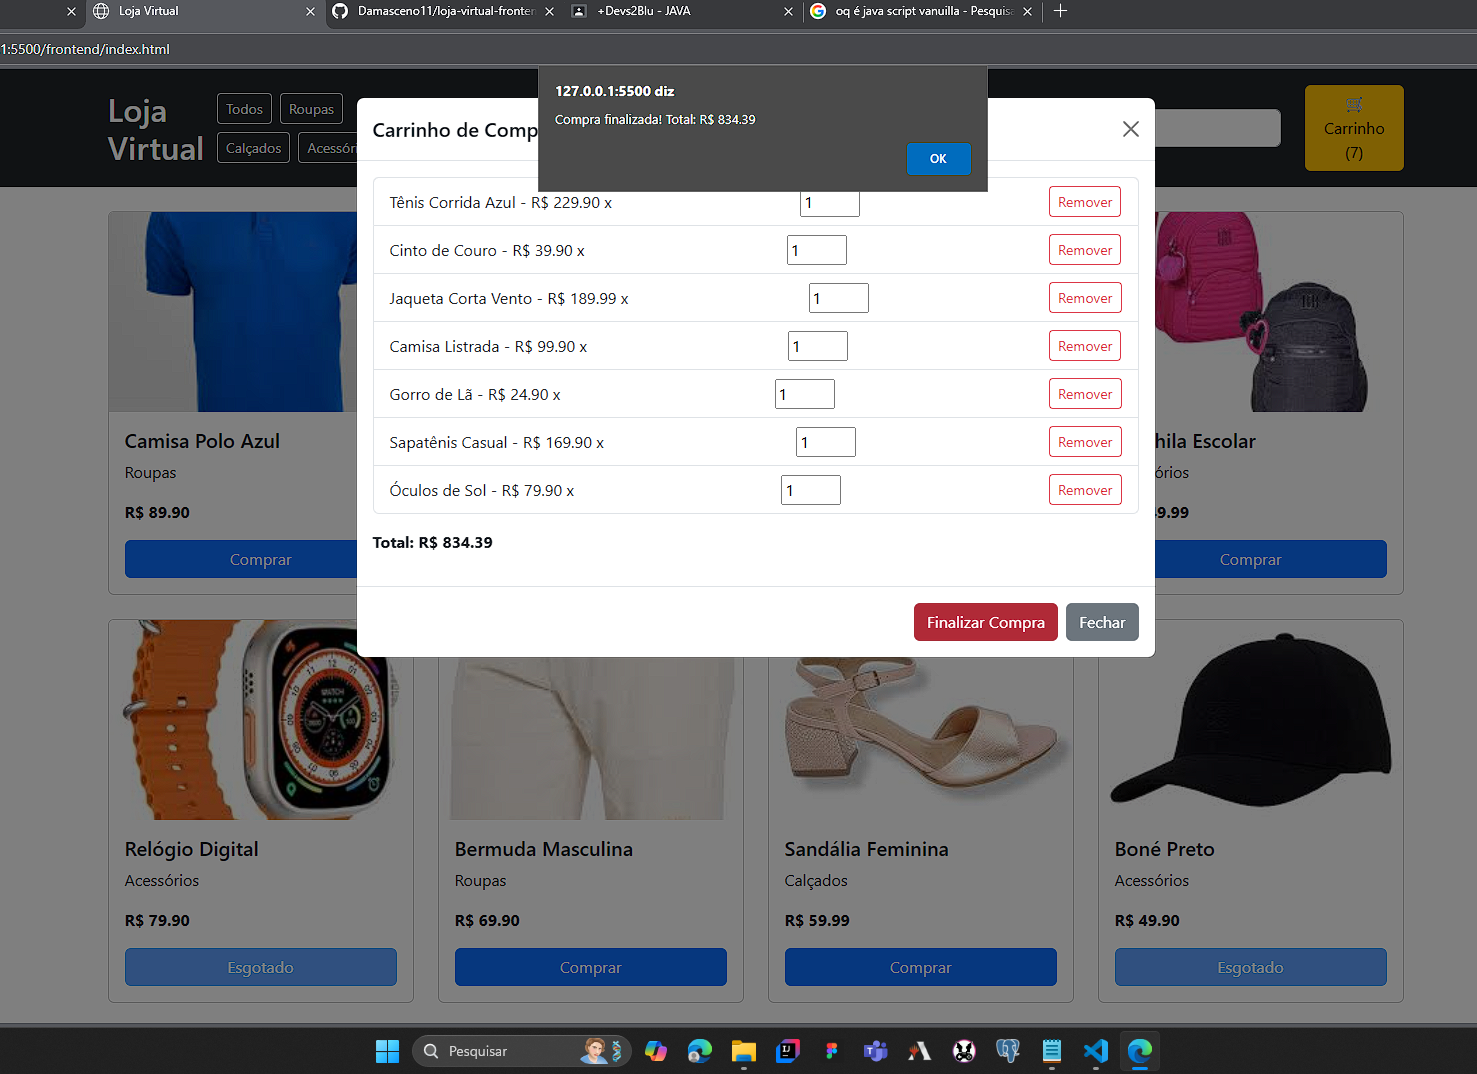 Loja Virtual
Damasceno11/loja-virtual-fronten
+Devs2Blu - JAVA
oq é java script vanuilla - Pesquis
1:5500/frontend/index.html
Loja
Virtual
Todos
Roupas
Calçados
Acessóri
🛒
Carrinho
(7)
127.0.0.1:5500 diz
Compra finalizada! Total: R$ 834.39
OK
Carrinho de Comp
Tênis Corrida Azul - R$ 229.90 x 1 Remover
Cinto de Couro - R$ 39.90 x 1 Remover
Jaqueta Corta Vento - R$ 189.99 x 1 Remover
Camisa Listrada - R$ 99.90 x 1 Remover
Gorro de Lã - R$ 24.90 x 1 Remover
Sapatênis Casual - R$ 169.90 x 1 Remover
Óculos de Sol - R$ 79.90 x 1 Remover
Total: R$ 834.39
Finalizar Compra
Fechar
Camisa Polo Azul
Roupas
R$ 89.90
Comprar
hila Escolar
órios
49.99
Comprar
Relógio Digital
Acessórios
R$ 79.90
Esgotado
Bermuda Masculina
Roupas
R$ 69.90
Comprar
Sandália Feminina
Calçados
R$ 59.99
Comprar
Boné Preto
Acessórios
R$ 49.90
Esgotado
Pesquisar